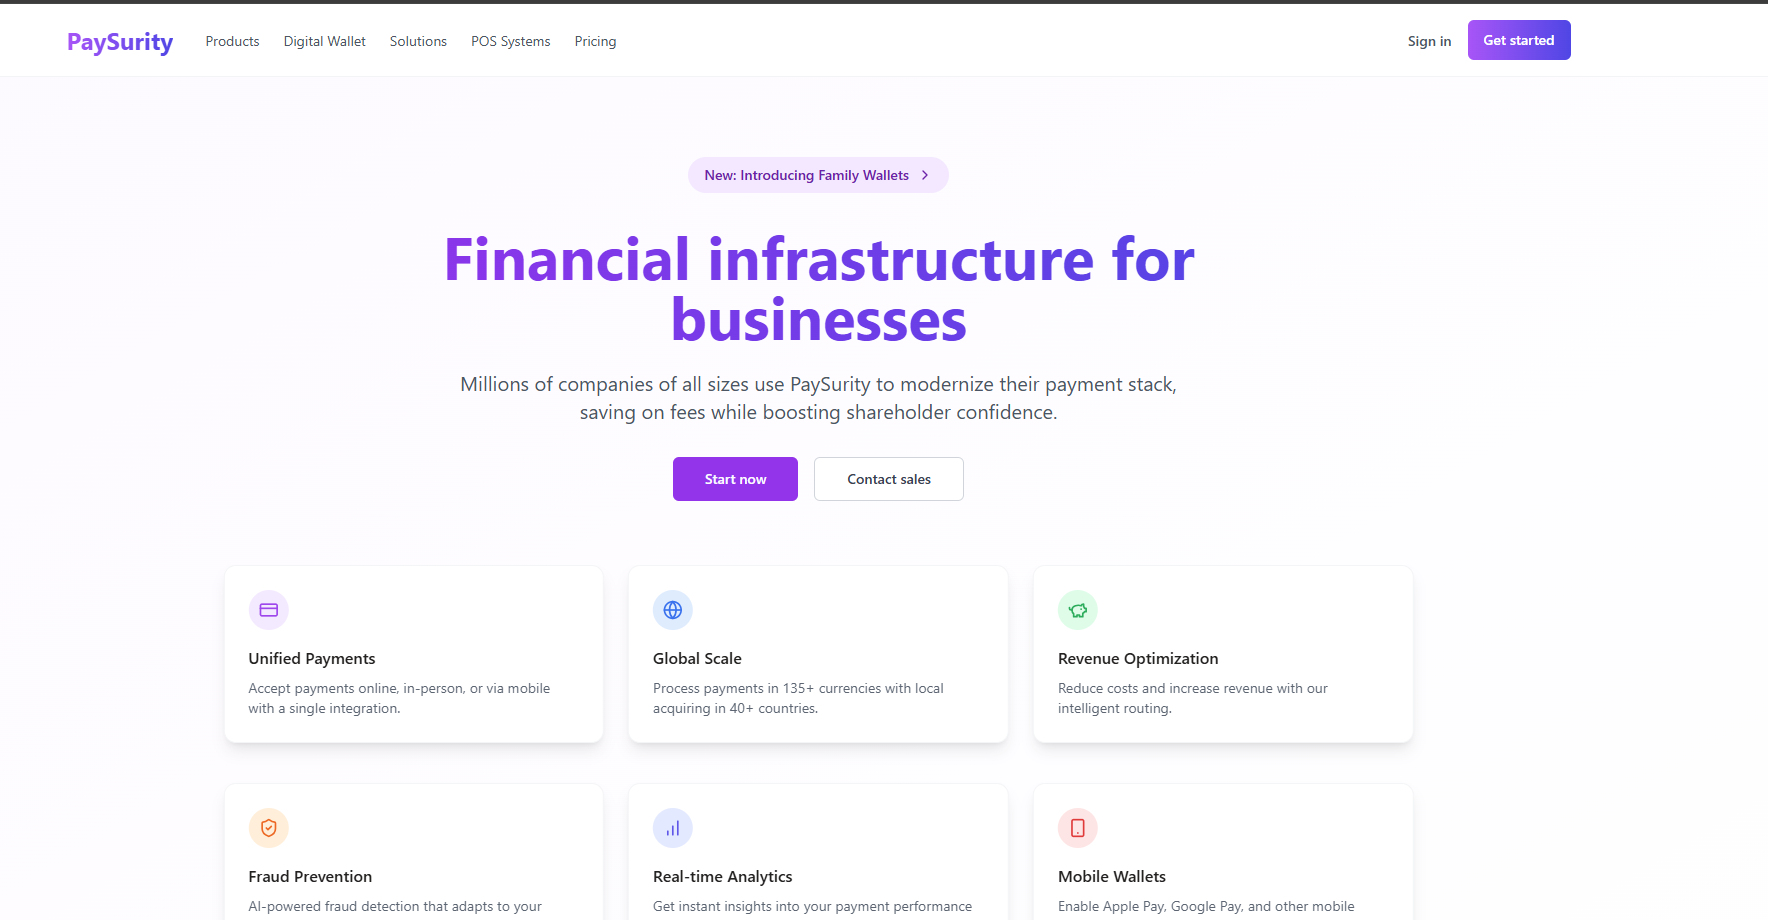 PaySurity
Products
Digital Wallet
Solutions
POS Systems
Pricing
Sign in
Get started
New: Introducing Family Wallets
Financial infrastructure for
businesses
Millions of companies of all sizes use PaySurity to modernize their payment stack,
saving on fees while boosting shareholder confidence.
Start now
Contact sales
Unified Payments
Accept payments online, in-person, or via mobile
with a single integration.
Global Scale
Process payments in 135+ currencies with local
acquiring in 40+ countries.
Revenue Optimization
Reduce costs and increase revenue with our
intelligent routing.
Fraud Prevention
AI-powered fraud detection that adapts to your
Real-time Analytics
Get instant insights into your payment performance
Mobile Wallets
Enable Apple Pay, Google Pay, and other mobile